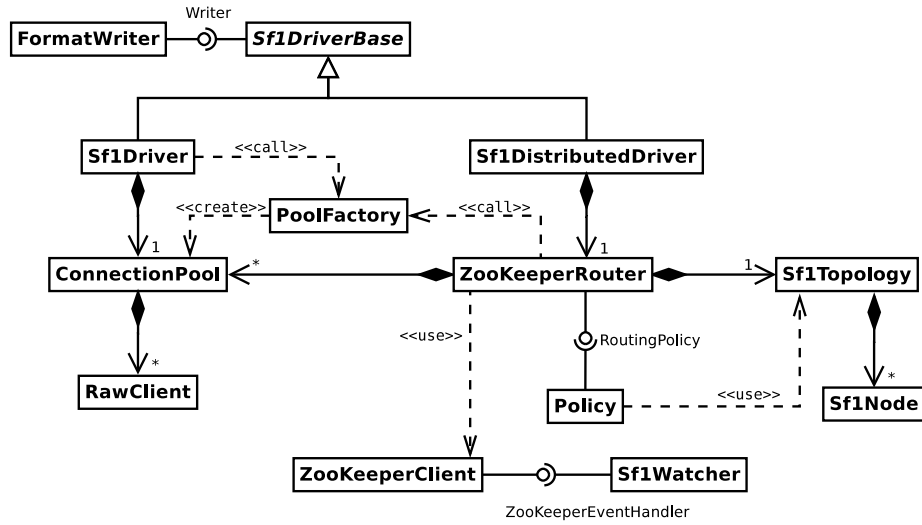 Writer
FormatWriter
Sf1DriverBase
Sf1Driver
<<call>>
Sf1DistributedDriver
<<create>>
PoolFactory
<<call>>
1
1
ConnectionPool
*
ZooKeeperRouter
1
Sf1Topology
<<use>>
RoutingPolicy
*
RawClient
Policy
<<use>>
*
Sf1Node
ZooKeeperClient
Sf1Watcher
ZooKeeperEventHandler